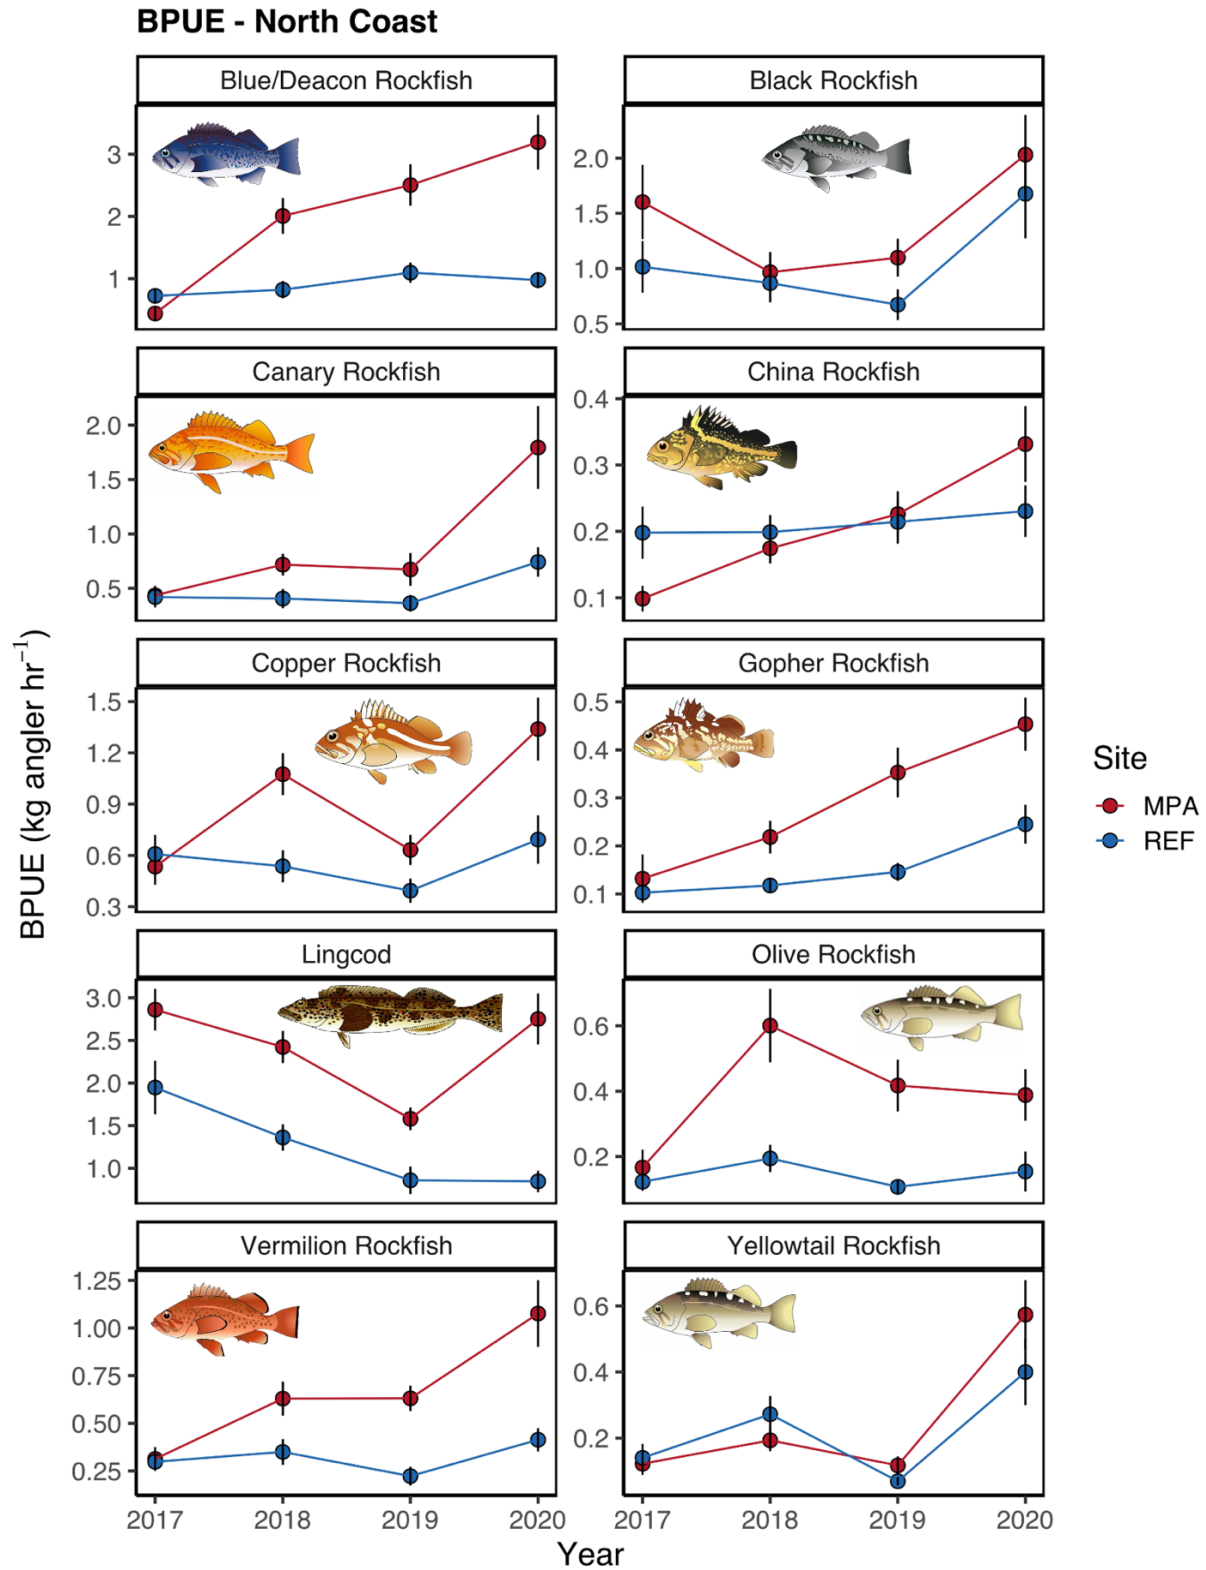 BPUE - North Coast
Blue/Deacon Rockfish
3
2
1
Black Rockfish
2.0
1.5
1.0
0.5
Canary Rockfish
2.0
1.5
1.0
0.5
China Rockfish
0.4
0.3
0.2
0.1
Copper Rockfish
1.5
1.2
0.9
0.6
0.3
Gopher Rockfish
0.5
0.4
0.3
0.2
0.1
Lingcod
3.0
2.5
2.0
1.5
1.0
Olive Rockfish
0.6
0.4
0.2
Vermilion Rockfish
1.25
1.00
0.75
0.50
0.25
2017 2018 2019 2020
Yellowtail Rockfish
0.6
0.4
0.2
2017 2018 2019 2020
BPUE (kg angler hr⁻¹)
Year
Site
MPA
REF